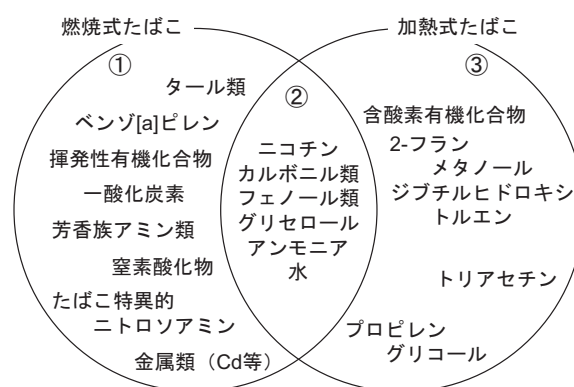 燃焼式たばこ
加熱式たばこ
①
タール類
ベンゾ[a]ピレン
揮発性有機化合物
一酸化炭素
芳香族アミン類
窒素酸化物
たばこ特異的
ニトロソアミン
金属類（Cd等）
②
ニコチン
カルボニル類
フェノール類
グリセロール
アンモニア
水
③
含酸素有機化合物
2-フラン
メタノール
ジブチルヒドロキシ
トルエン
トリアセチン
プロピレン
グリコール